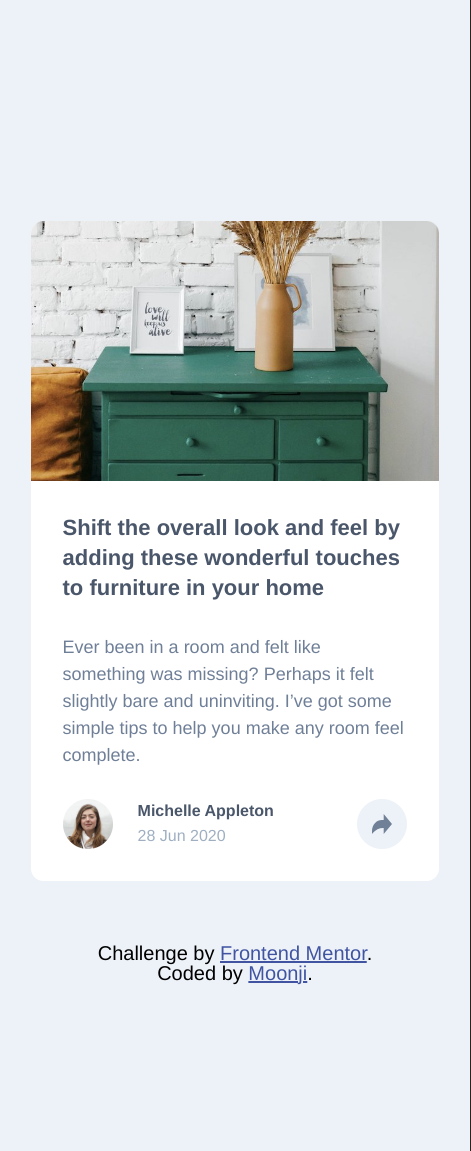 love
will
alive
Shift the overall look and feel by
adding these wonderful touches
to furniture in your home
Ever been in a room and felt like
something was missing? Perhaps it felt
slightly bare and uninviting. I’ve got some
simple tips to help you make any room feel
complete.
Michelle Appleton
28 Jun 2020
Challenge by Frontend Mentor.
Coded by Moonji.